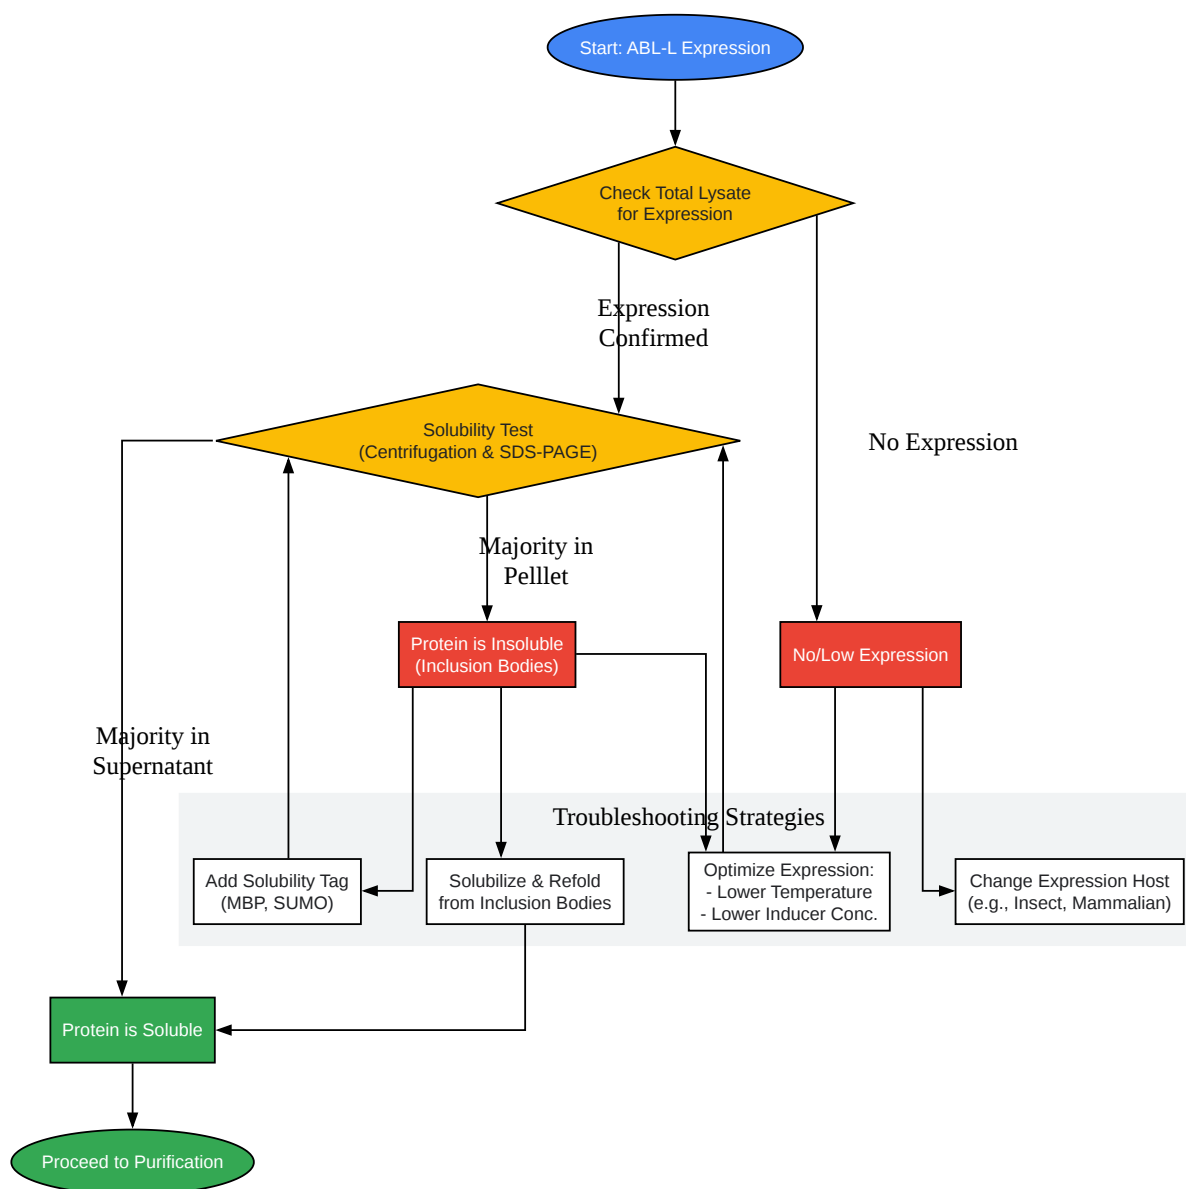 Start: ABL-L Expression
Check Total Lysate
for Expression
Expression
Confirmed
Solubility Test
(Centrifugation & SDS-PAGE)
No Expression
Majority in
Pelllet
Protein is Insoluble
(Inclusion Bodies)
No/Low Expression
Majority in
Supernatant
Troubleshooting Strategies
Add Solubility Tag
(MBP, SUMO)
Solubilize & Refold
from Inclusion Bodies
Optimize Expression:
- Lower Temperature
- Lower Inducer Conc.
Change Expression Host
(e.g., Insect, Mammalian)
Protein is Soluble
Proceed to Purification